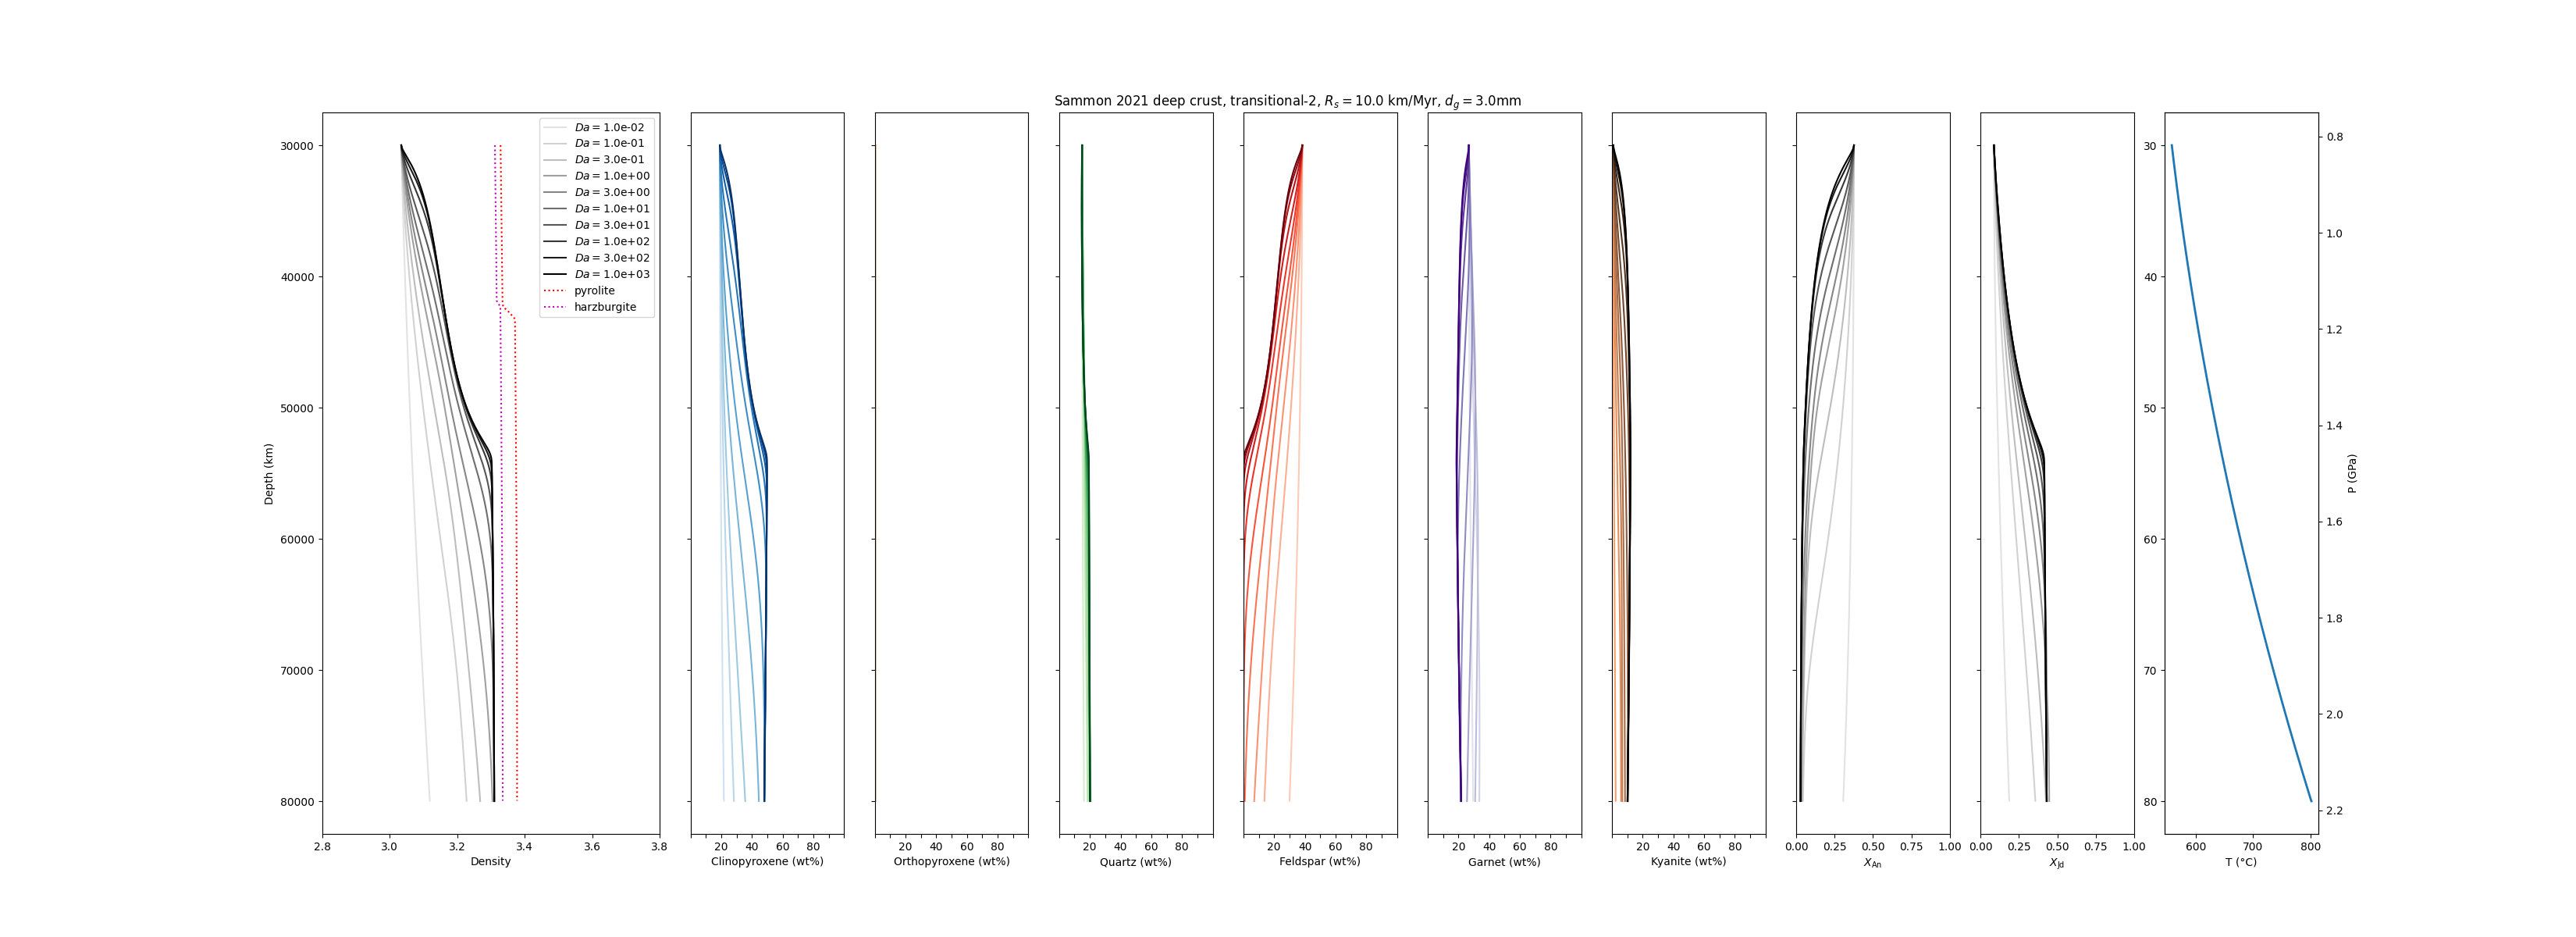 Sammon 2021 deep crust, transitional-2, Rₛ = 10.0 km/Myr, d_g = 3.0mm
Da = 1.0e-02
Da = 1.0e-01
Da = 3.0e-01
Da = 1.0e+00
Da = 3.0e+00
Da = 1.0e+01
Da = 3.0e+01
Da = 1.0e+02
Da = 3.0e+02
Da = 1.0e+03
pyrolite
harzburgite
Depth (km)
30000
40000
50000
60000
70000
80000
2.8 3.0 3.2 3.4 3.6 3.8
Density
20 40 60 80
Clinopyroxene (wt%)
20 40 60 80
Orthopyroxene (wt%)
20 40 60 80
Quartz (wt%)
20 40 60 80
Feldspar (wt%)
20 40 60 80
Garnet (wt%)
20 40 60 80
Kyanite (wt%)
0.00 0.25 0.50 0.75 1.00
X_An
0.00 0.25 0.50 0.75 1.00
X_Jd
30
40
50
60
70
80
600 700 800
T (°C)
0.8
1.0
1.2
1.4
1.6
1.8
2.0
2.2
P (GPa)